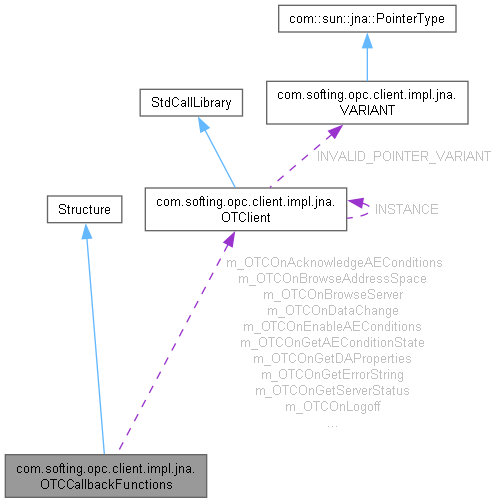 com::sun::jna::PointerType
com.softing.opc.client.impl.jna.
VARIANT
StdCallLibrary
INVALID_POINTER_VARIANT
com.softing.opc.client.impl.jna.
OTClient
Structure
INSTANCE
m_OTCOnAcknowledgeAEConditions
m_OTCOnBrowseAddressSpace
m_OTCOnBrowseServer
m_OTCOnDataChange
m_OTCOnEnableAEConditions
m_OTCOnGetAEConditionState
m_OTCOnGetDAProperties
m_OTCOnGetErrorString
m_OTCOnGetServerStatus
m_OTCOnLogoff
...
com.softing.opc.client.impl.jna.
OTCCallbackFunctions